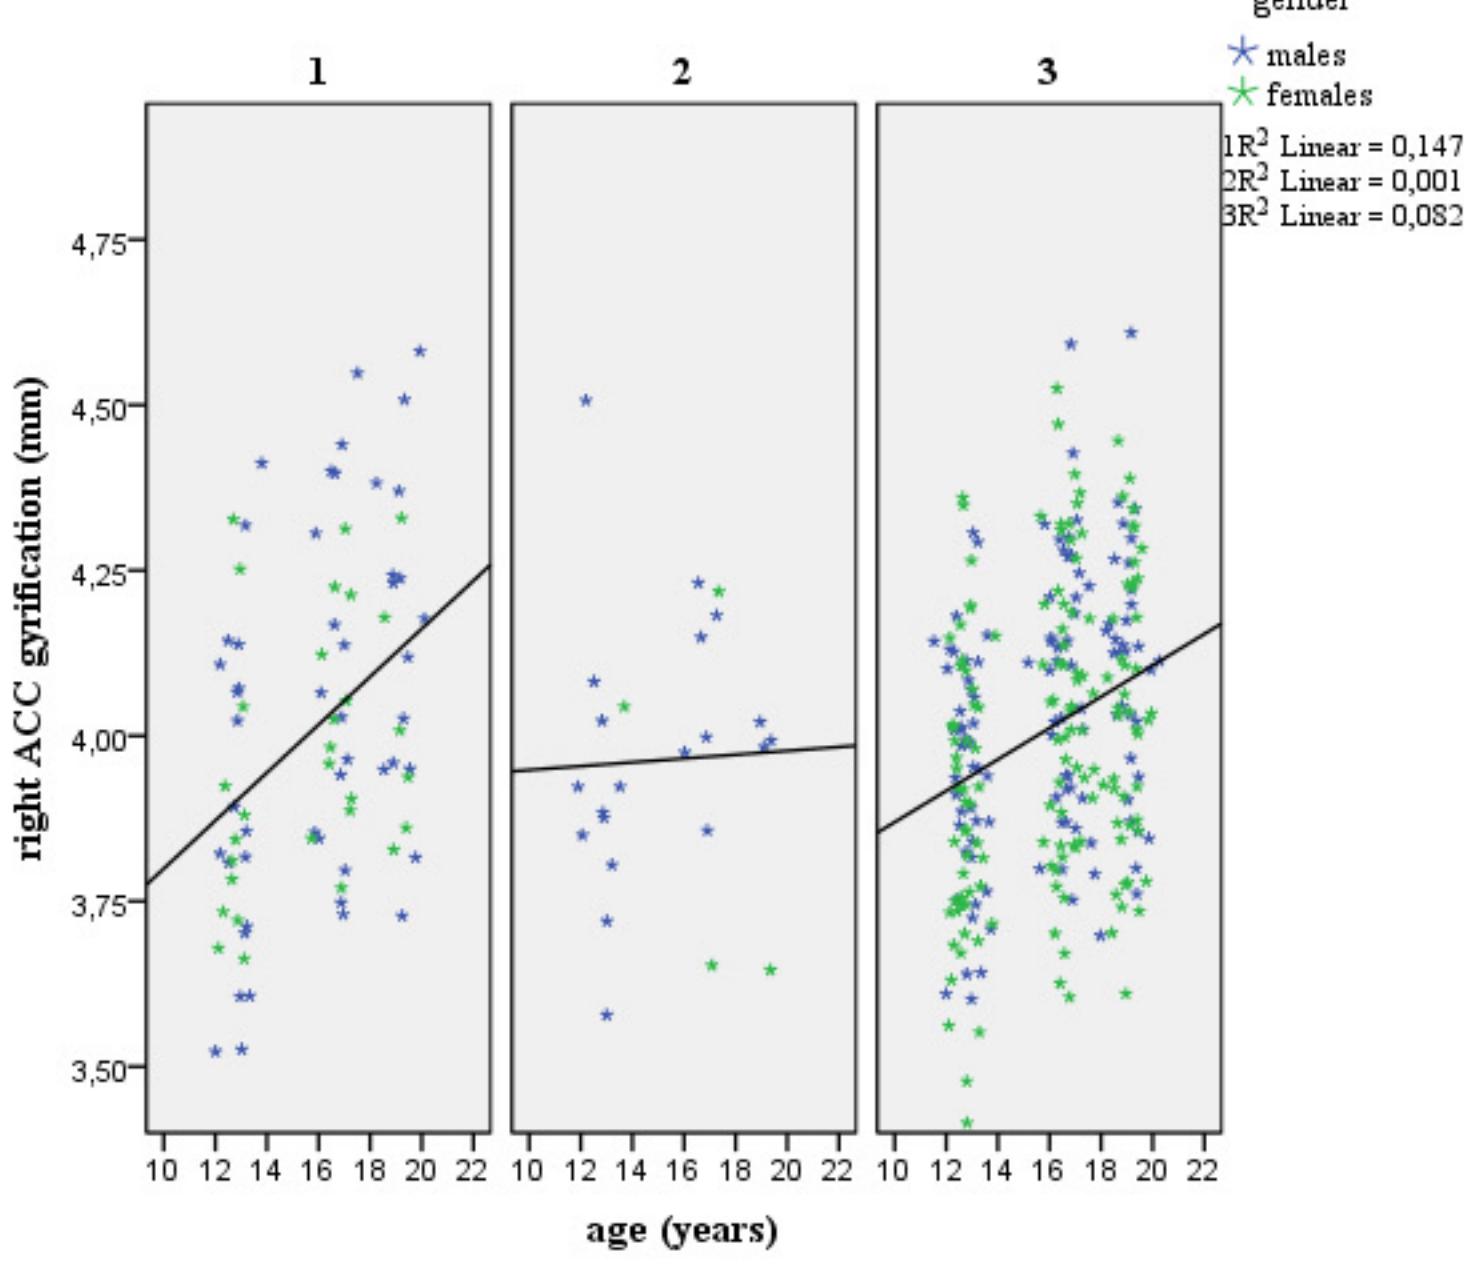 gender
1
2
3
males
females
1R² Linear = 0,147
2R² Linear = 0,001
3R² Linear = 0,082
right ACC gyrification (mm)
4,75
4,50
4,25
4,00
3,75
3,50
10 12 14 16 18 20 22 10 12 14 16 18 20 22 10 12 14 16 18 20 22
age (years)